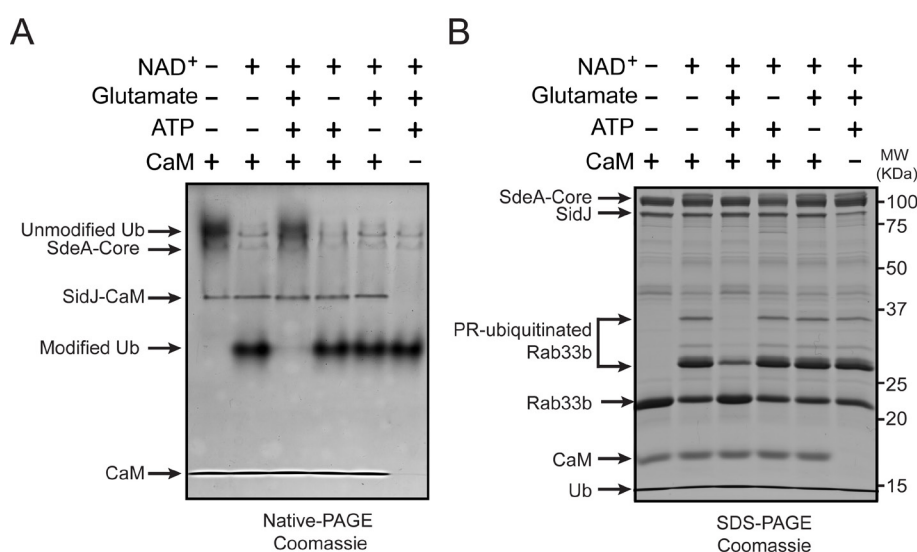 A
NAD+ − + + + + +
Glutamate − − + − + +
ATP − − + + − +
CaM + + + + + −
Unmodified Ub
SdeA-Core
SidJ-CaM
Modified Ub
CaM
Native-PAGE
Coomassie
B
NAD+ − + + + + +
Glutamate − − + − + +
ATP − − + + − +
CaM + + + + + −
MW
(KDa)
SdeA-Core
100
SidJ
75
50
37
PR-ubiquitinated
Rab33b
25
Rab33b
20
CaM
Ub
15
SDS-PAGE
Coomassie